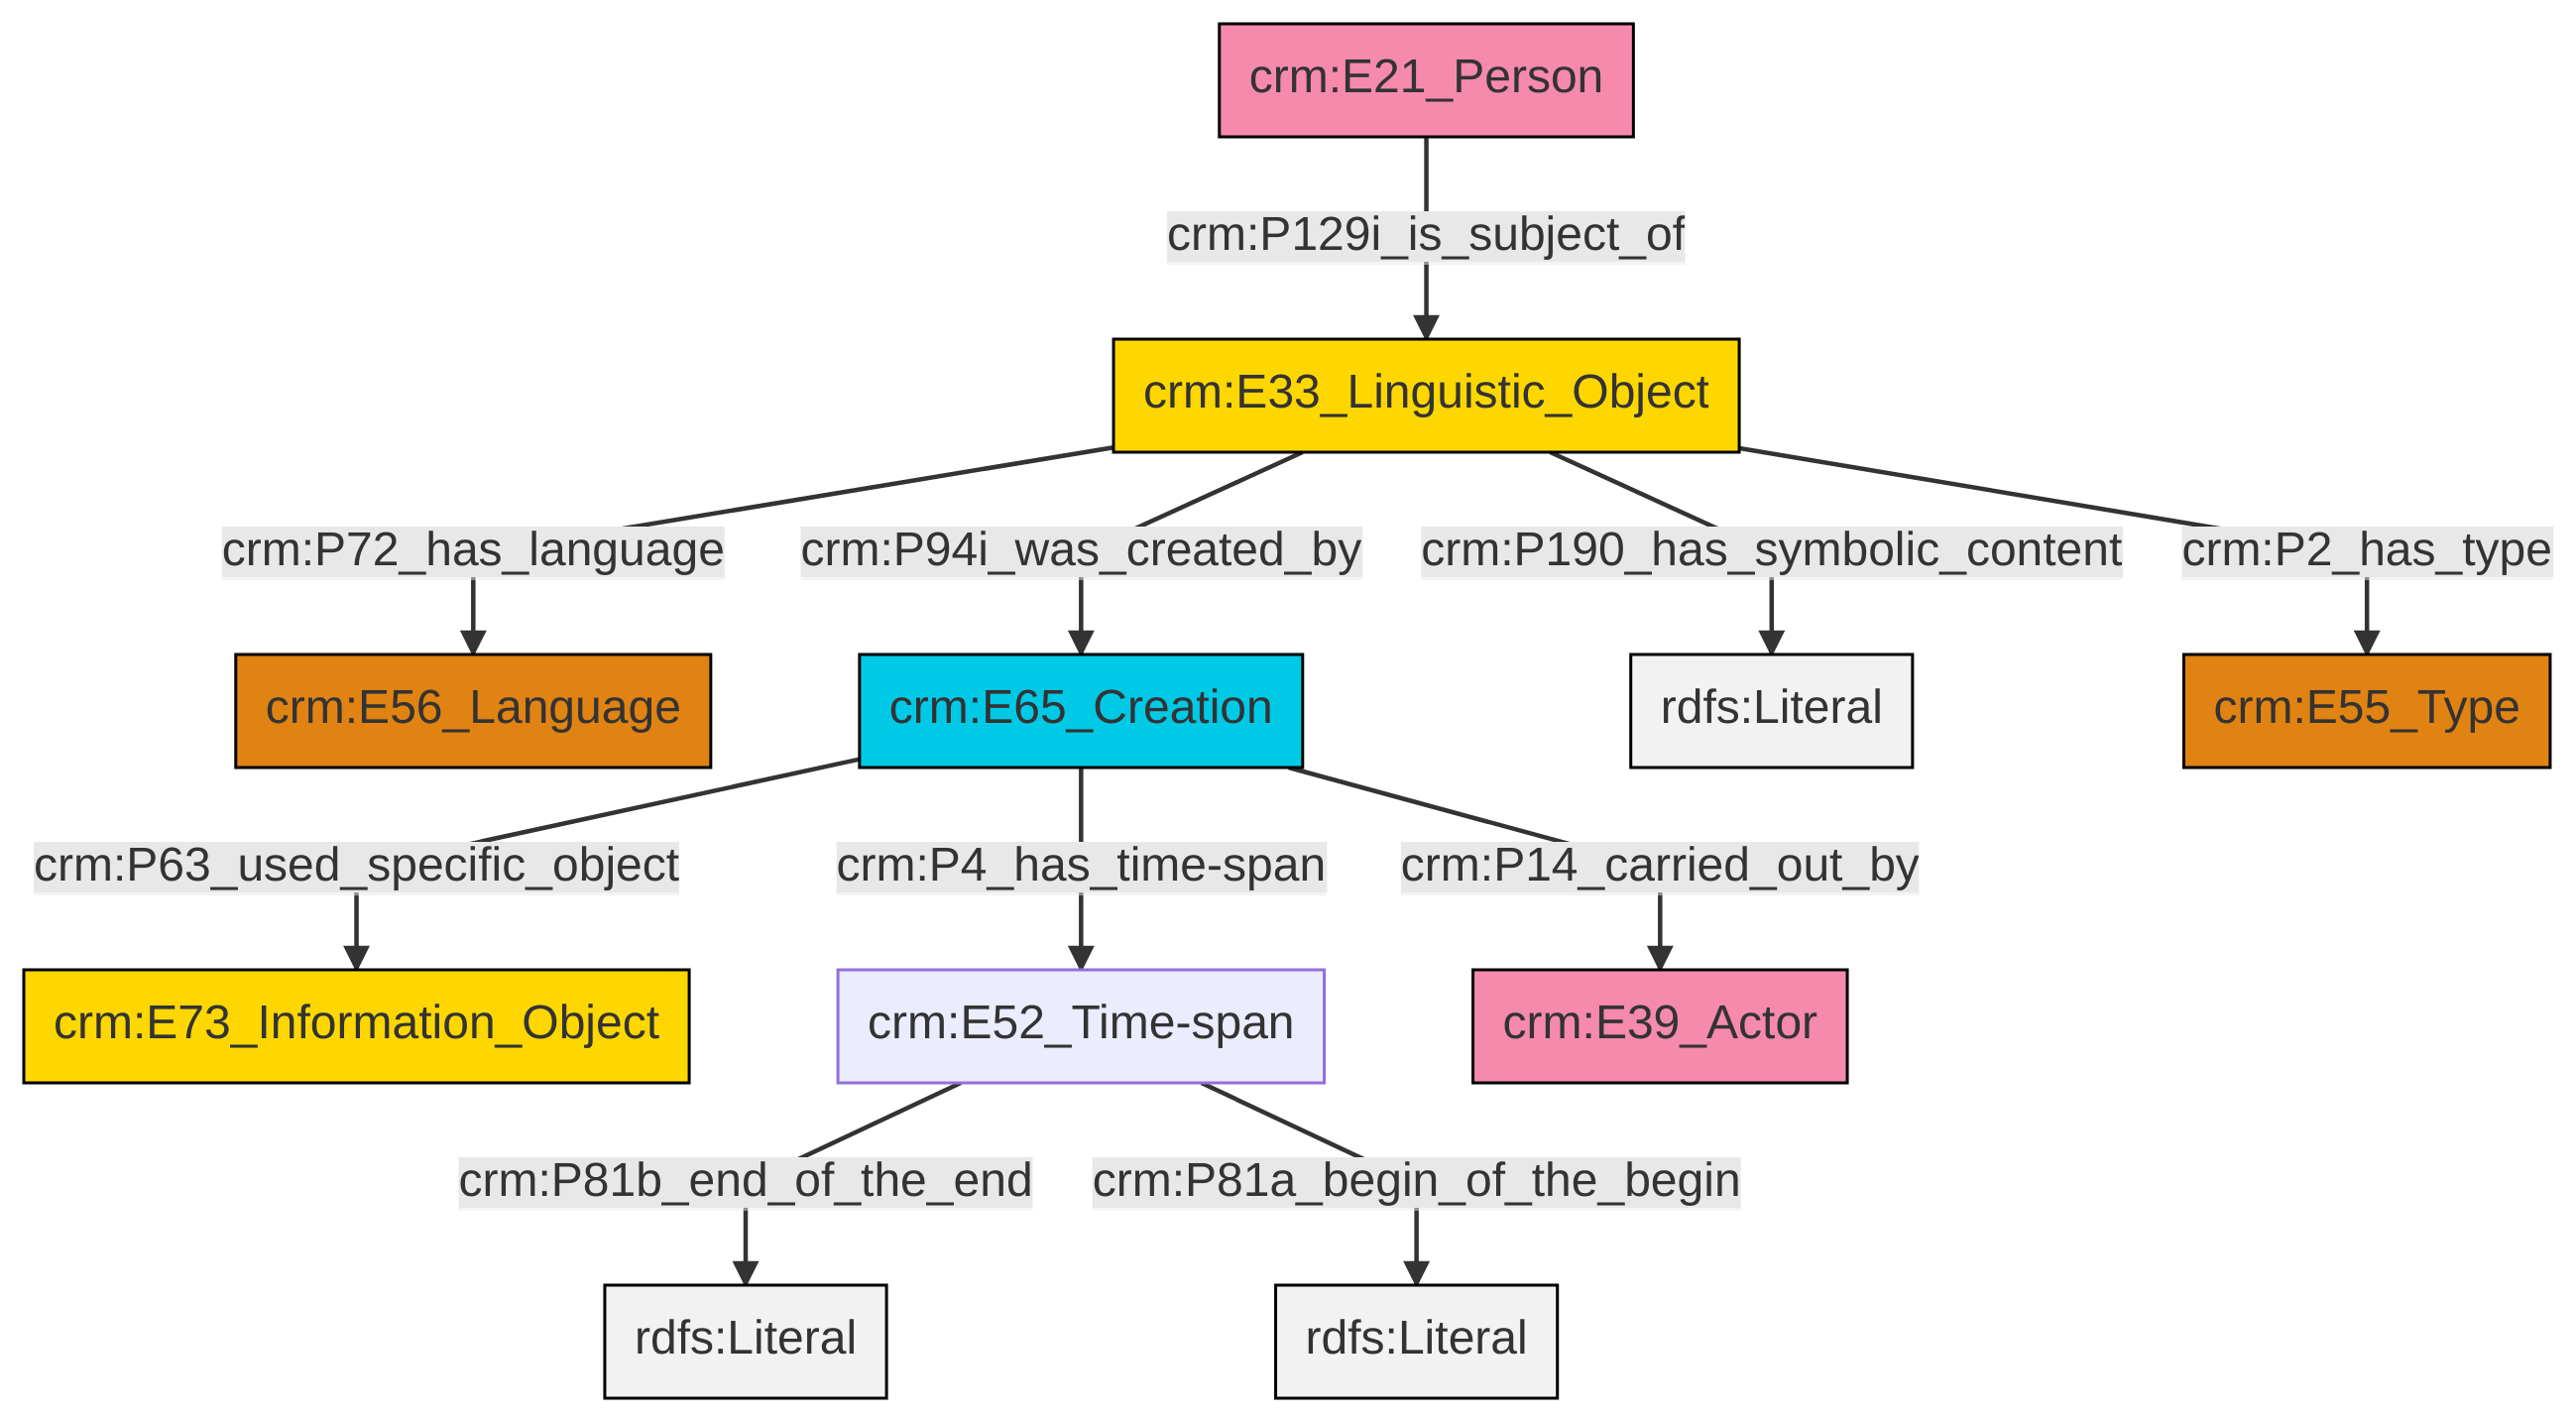 crm:E21_Person
crm:P129i_is_subject_of
crm:E33_Linguistic_Object
crm:P72_has_language
crm:P94i_was_created_by
crm:P190_has_symbolic_content
crm:P2_has_type
crm:E56_Language
crm:E65_Creation
rdfs:Literal
crm:E55_Type
crm:P63_used_specific_object
crm:P4_has_time-span
crm:P14_carried_out_by
crm:E73_Information_Object
crm:E52_Time-span
crm:E39_Actor
crm:P81b_end_of_the_end
crm:P81a_begin_of_the_begin
rdfs:Literal
rdfs:Literal